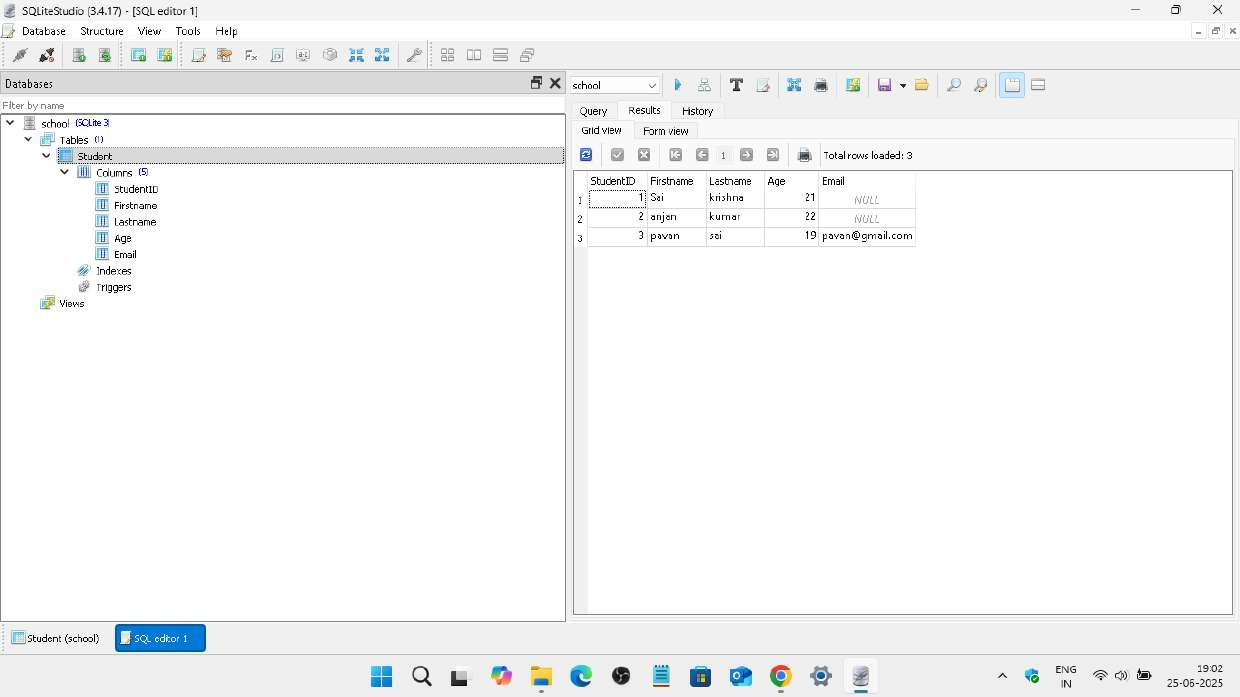 SQLiteStudio (3.4.17) - [SQL editor 1]
Database Structure View Tools Help
Databases
Filter by name
school (SQLite 3)
Tables (1)
Student
Columns (5)
StudentID
Firstname
Lastname
Age
Email
Indexes
Triggers
Views
school
Query Results History
Grid view Form view
1 Total rows loaded: 3
StudentID Firstname Lastname Age Email
1 1 Sai krishna 21 NULL
2 2 anjan kumar 22 NULL
3 3 pavan sai 19 pavan@gmail.com
Student (school) SQL editor 1
ENG 19:02
IN 25-06-2025